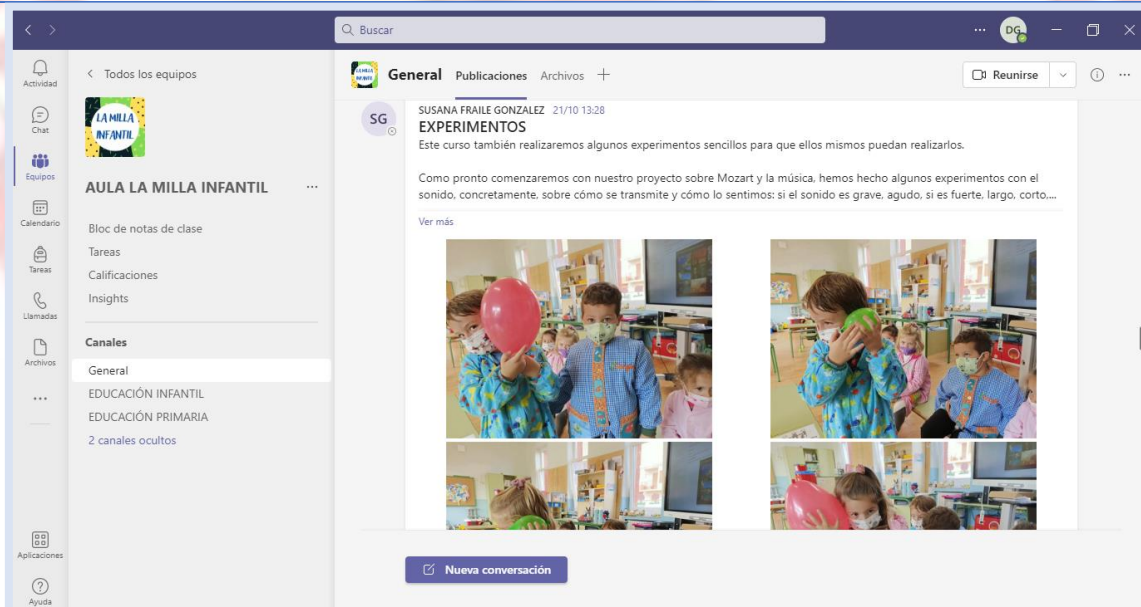 Buscar
DG
Actividad
Chat
Equipos
Calendario
Tareas
Llamadas
Archivos
Aplicaciones
Ayuda
Todos los equipos
LA MILLA
INFANTIL
AULA LA MILLA INFANTIL
Bloc de notas de clase
Tareas
Calificaciones
Insights
Canales
General
EDUCACIÓN INFANTIL
EDUCACIÓN PRIMARIA
2 canales ocultos
LA MILLA
INFANTIL
General Publicaciones Archivos
Reunirse
SG
SUSANA FRAILE GONZALEZ 21/10 13:28
EXPERIMENTOS
Este curso también realizaremos algunos experimentos sencillos para que ellos mismos puedan realizarlos.
Como pronto comenzaremos con nuestro proyecto sobre Mozart y la música, hemos hecho algunos experimentos con el
sonido, concretamente, sobre cómo se transmite y cómo lo sentimos: si el sonido es grave, agudo, si es fuerte, largo, corto,...
Ver más
Nueva conversación